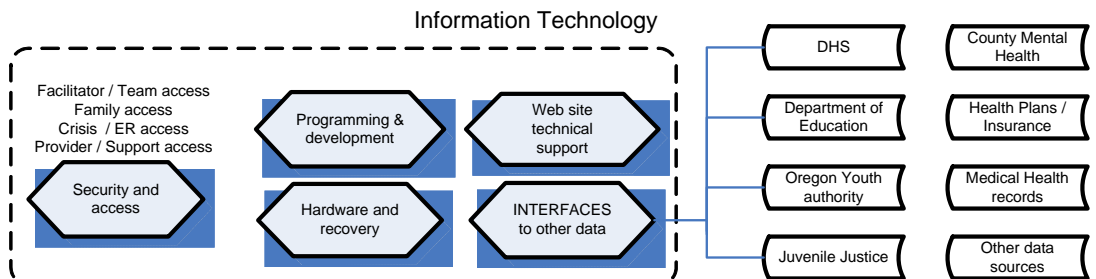 Information Technology
Facilitator / Team access
Family access
Crisis / ER access
Provider / Support access
Security and
access
Programming &
development
Web site
technical
support
Hardware and
recovery
INTERFACES
to other data
DHS
County Mental
Health
Department of
Education
Health Plans /
Insurance
Oregon Youth
authority
Medical Health
records
Juvenile Justice
Other data
sources